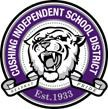 CUSHING INDEPENDENT SCHOOL DISTRICT
Est.1933